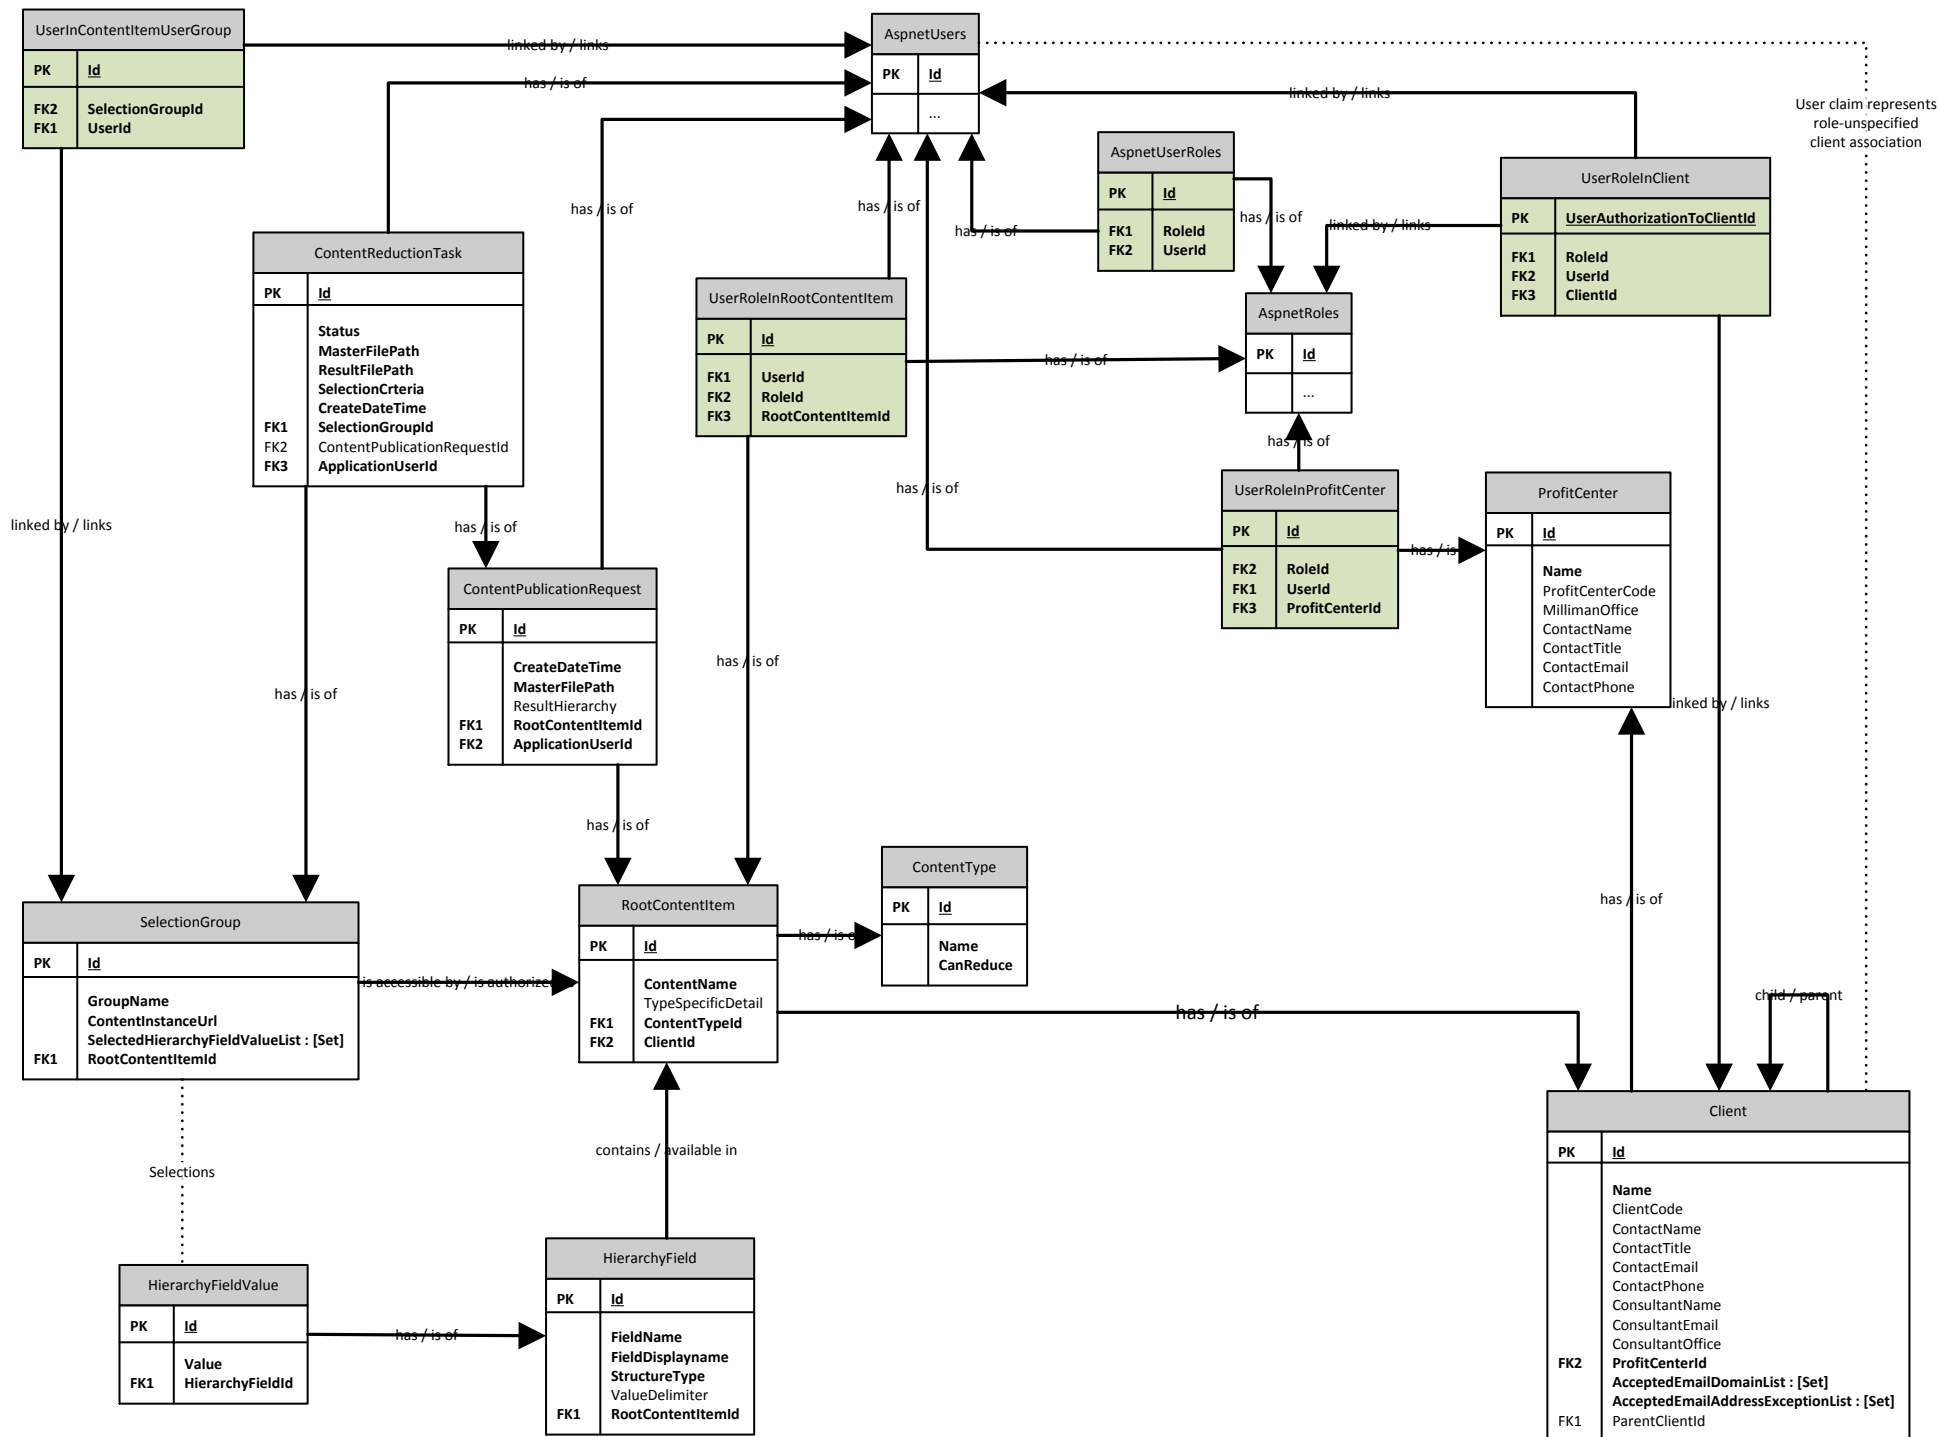 UserInContentItemUserGroup
PK Id
FK2 SelectionGroupId
FK1 UserId
linked by / links
AspnetUsers
PK Id
...
has / is of
linked by / links
User claim represents
role-unspecified
client association
AspnetUserRoles
PK Id
FK1 RoleId
FK2 UserId
UserRoleInClient
PK UserAuthorizationToClientId
FK1 RoleId
FK2 UserId
FK3 ClientId
has / is of
has / is of
has / is of
has / is of
linked by / links
ContentReductionTask
PK Id
Status
MasterFilePath
ResultFilePath
SelectionCrteria
CreateDateTime
FK1 SelectionGroupId
FK2 ContentPublicationRequestId
FK3 ApplicationUserId
UserRoleInRootContentItem
PK Id
FK1 UserId
FK2 RoleId
FK3 RootContentItemId
has / is of
AspnetRoles
PK Id
...
has / is of
has / is of
linked by / links
has / is of
UserRoleInProfitCenter
PK Id
FK2 RoleId
FK1 UserId
FK3 ProfitCenterId
has / is
ProfitCenter
PK Id
Name
ProfitCenterCode
MillimanOffice
ContactName
ContactTitle
ContactEmail
ContactPhone
ContentPublicationRequest
PK Id
CreateDateTime
MasterFilePath
ResultHierarchy
FK1 RootContentItemId
FK2 ApplicationUserId
has / is of
has / is of
inked by / links
has / is of
has / is of
SelectionGroup
PK Id
GroupName
ContentInstanceUrl
SelectedHierarchyFieldValueList : [Set]
FK1 RootContentItemId
is accessible by / is authorize
RootContentItem
PK Id
ContentName
TypeSpecificDetail
FK1 ContentTypeId
FK2 ClientId
has / is o
ContentType
PK Id
Name
CanReduce
has / is of
child / parent
Selections
contains / available in
HierarchyFieldValue
PK Id
Value
FK1 HierarchyFieldId
has / is of
HierarchyField
PK Id
FieldName
FieldDisplayname
StructureType
ValueDelimiter
FK1 RootContentItemId
Client
PK Id
Name
ClientCode
ContactName
ContactTitle
ContactEmail
ContactPhone
ConsultantName
ConsultantEmail
ConsultantOffice
FK2 ProfitCenterId
AcceptedEmailDomainList : [Set]
AcceptedEmailAddressExceptionList : [Set]
FK1 ParentClientId